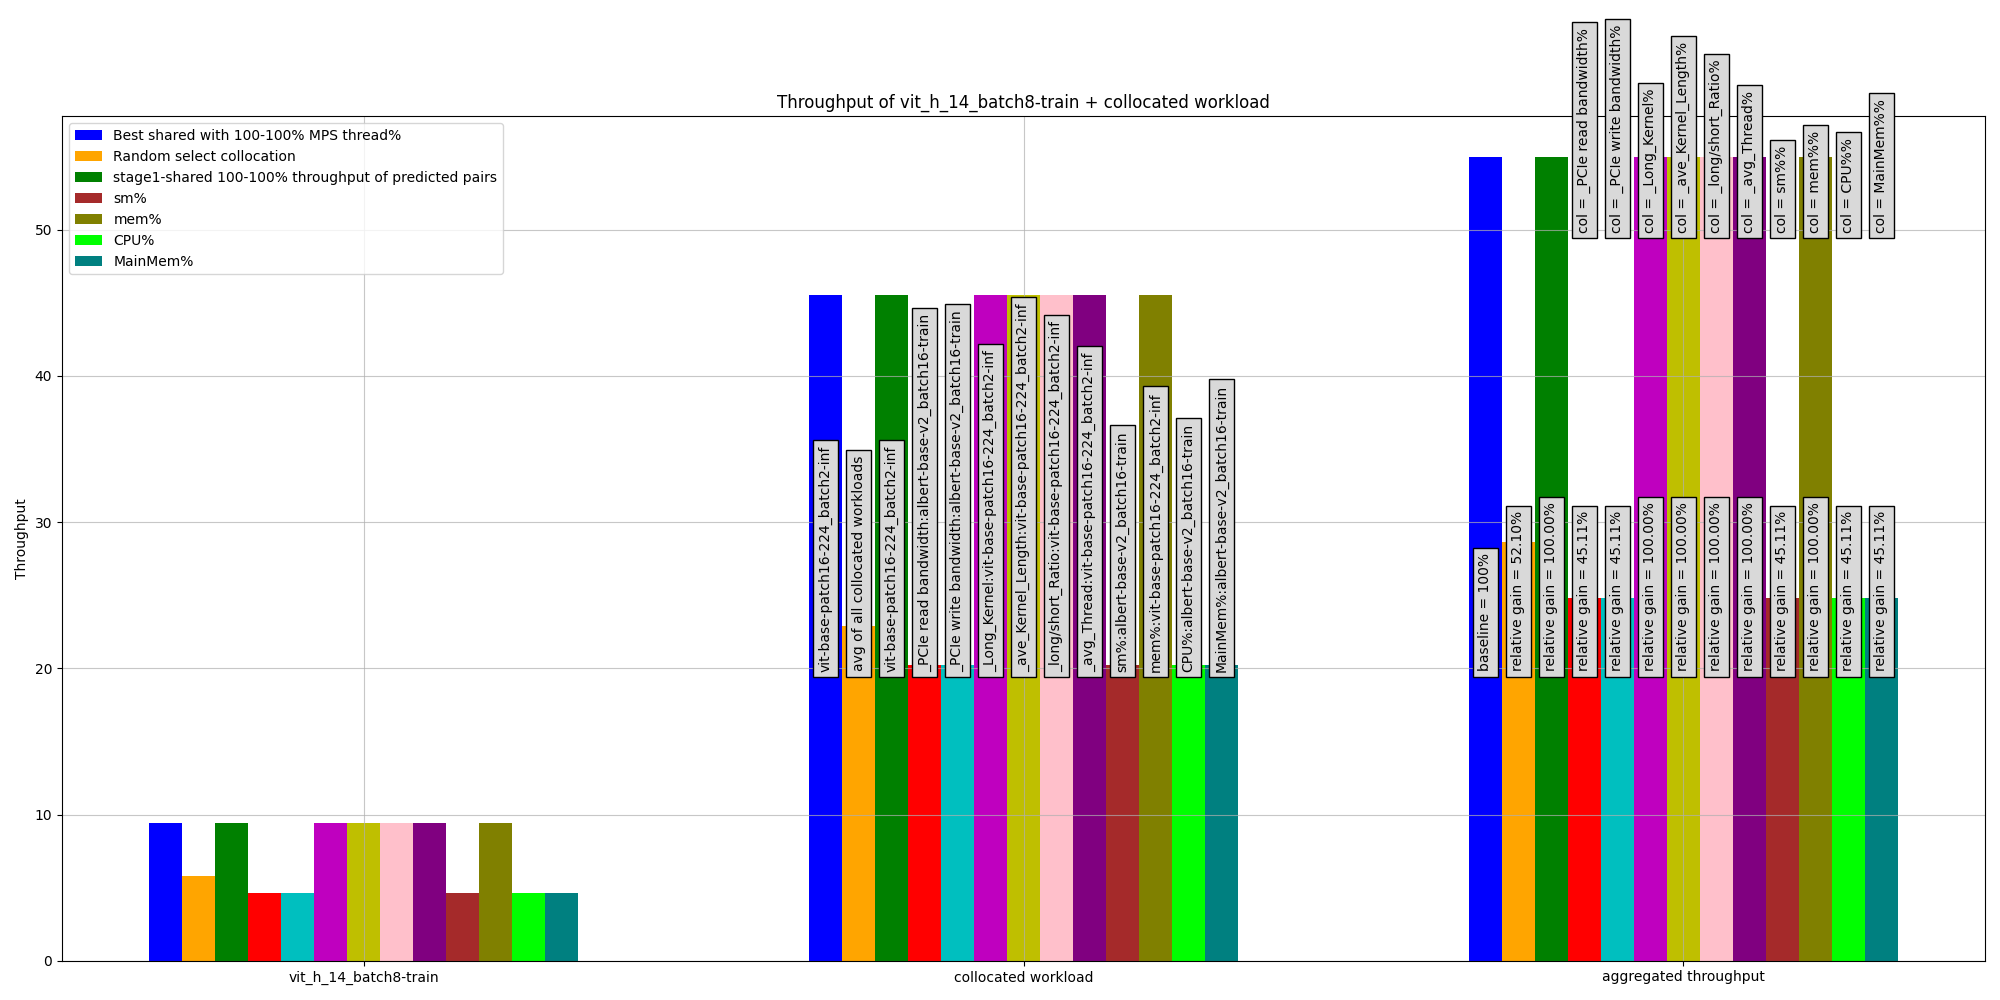 Throughput of vit_h_14_batch8-train + collocated workload
Best shared with 100-100% MPS thread%
Random select collocation
stage1-shared 100-100% throughput of predicted pairs
sm%
mem%
CPU%
MainMem%
Throughput
50
40
30
20
10
0
vit-base-patch16-224_batch2-inf
avg of all collocated workloads
vit-base-patch16-224_batch2-inf
_PCIe read bandwidth:albert-base-v2_batch16-train
_PCIe write bandwidth:albert-base-v2_batch16-train
_Long_Kernel:vit-base-patch16-224_batch2-inf
_ave_Kernel_Length:vit-base-patch16-224_batch2-inf
_long/short_Ratio:vit-base-patch16-224_batch2-inf
_avg_Thread:vit-base-patch16-224_batch2-inf
sm%:albert-base-v2_batch16-train
mem%:vit-base-patch16-224_batch2-inf
CPU%:albert-base-v2_batch16-train
MainMem%:albert-base-v2_batch16-train
col = _PCIe read bandwidth%
col = _PCIe write bandwidth%
col = _Long_Kernel%
col = _ave_Kernel_Length%
col = _long/short_Ratio%
col = _avg_Thread%
col = sm%%
col = mem%%
col = CPU%%
col = MainMem%%
baseline = 100%
relative gain = 52.10%
relative gain = 100.00%
relative gain = 45.11%
relative gain = 45.11%
relative gain = 100.00%
relative gain = 100.00%
relative gain = 100.00%
relative gain = 100.00%
relative gain = 45.11%
relative gain = 100.00%
relative gain = 45.11%
relative gain = 45.11%
vit_h_14_batch8-train
collocated workload
aggregated throughput